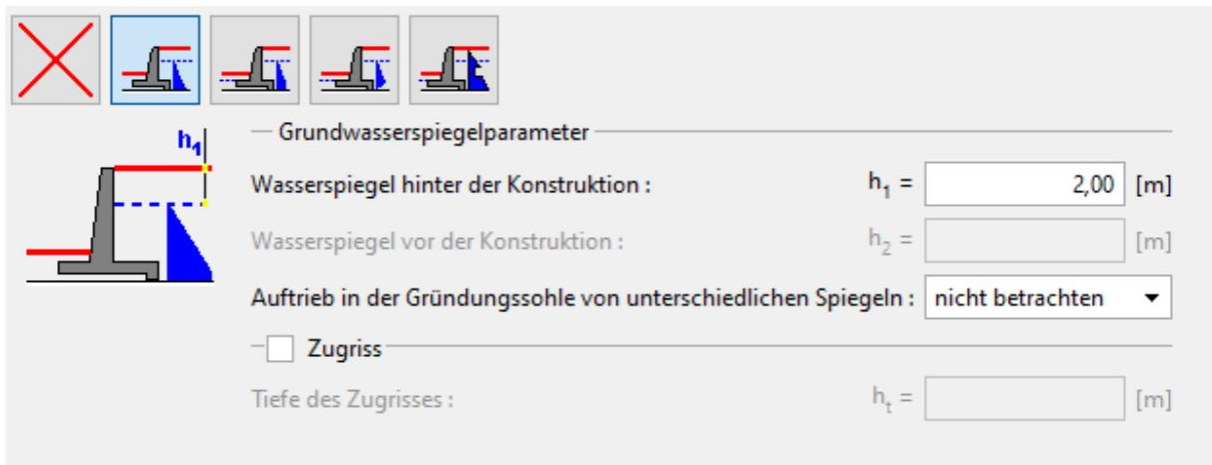 h1
Grundwasserspiegelparameter
Wasserspiegel hinter der Konstruktion : h1 = 2,00 [m]
Wasserspiegel vor der Konstruktion : h2 = [m]
Auftrieb in der Gründungssohle von unterschiedlichen Spiegeln : nicht betrachten
Zugriss
Tiefe des Zugrisses : ht = [m]